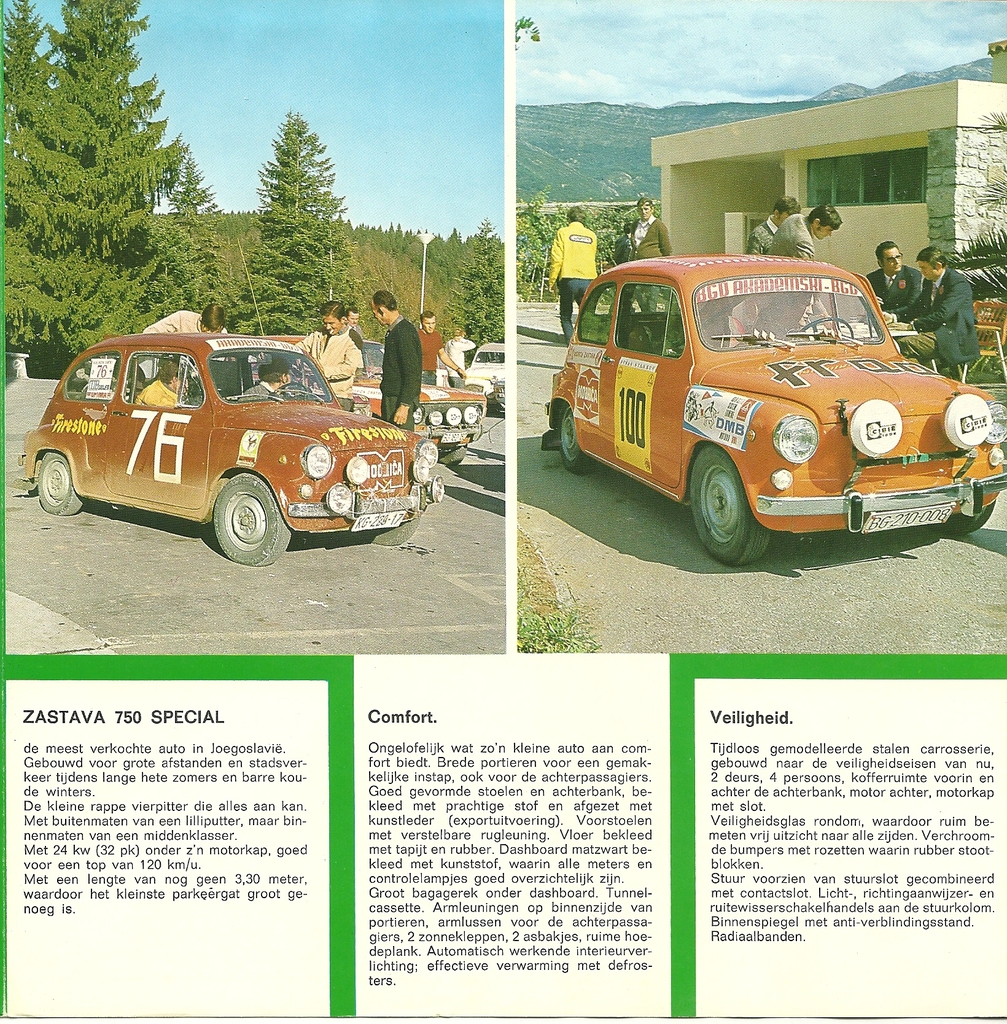 76
Firestone
76
Firestone
MODRIČA
KG-299-17
BGD AKADEMSKI-BGD
MODRIČA
100
DMB
CIBIE
CIBIE
BG-210-008
ZASTAVA 750 SPECIAL
de meest verkochte auto in Joegoslavië.
Gebouwd voor grote afstanden en stadsver-
keer tijdens lange hete zomers en barre kou-
de winters.
De kleine rappe vierpitter die alles aan kan.
Met buitenmaten van een lilliputter, maar bin-
nenmaten van een middenklasser.
Met 24 kw (32 pk) onder z'n motorkap, goed
voor een top van 120 km/u.
Met een lengte van nog geen 3,30 meter,
waardoor het kleinste parkeergat groot ge-
noeg is.
Comfort.
Ongelofelijk wat zo'n kleine auto aan com-
fort biedt. Brede portieren voor een gemak-
kelijke instap, ook voor de achterpassagiers.
Goed gevormde stoelen en achterbank, be-
kleed met prachtige stof en afgezet met
kunstleder (exportuitvoering). Voorstoelen
met verstelbare rugleuning. Vloer bekleed
met tapijt en rubber. Dashboard matzwart be-
kleed met kunststof, waarin alle meters en
controlelampjes goed overzichtelijk zijn.
Groot bagagerek onder dashboard. Tunnel-
cassette. Armleuningen op binnenzijde van
portieren, armlussen voor de achterpassa-
giers, 2 zonnekleppen, 2 asbakjes, ruime hoe-
deplank. Automatisch werkende interieurver-
lichting; effectieve verwarming met defros-
ters.
Veiligheid.
Tijdloos gemodelleerde stalen carrosserie,
gebouwd naar de veiligheidseisen van nu,
2 deurs, 4 persoons, kofferruimte voorin en
achter de achterbank, motor achter, motorkap
met slot.
Veiligheidsglas rondom, waardoor ruim be-
meten vrij uitzicht naar alle zijden. Verchroom-
de bumpers met rozetten waarin rubber stoot-
blokken.
Stuur voorzien van stuurslot gecombineerd
met contactslot. Licht-, richtingaanwijzer- en
ruitewisserschakelhandels aan de stuurkolom.
Binnenspiegel met anti-verblindingsstand.
Radiaalbanden.